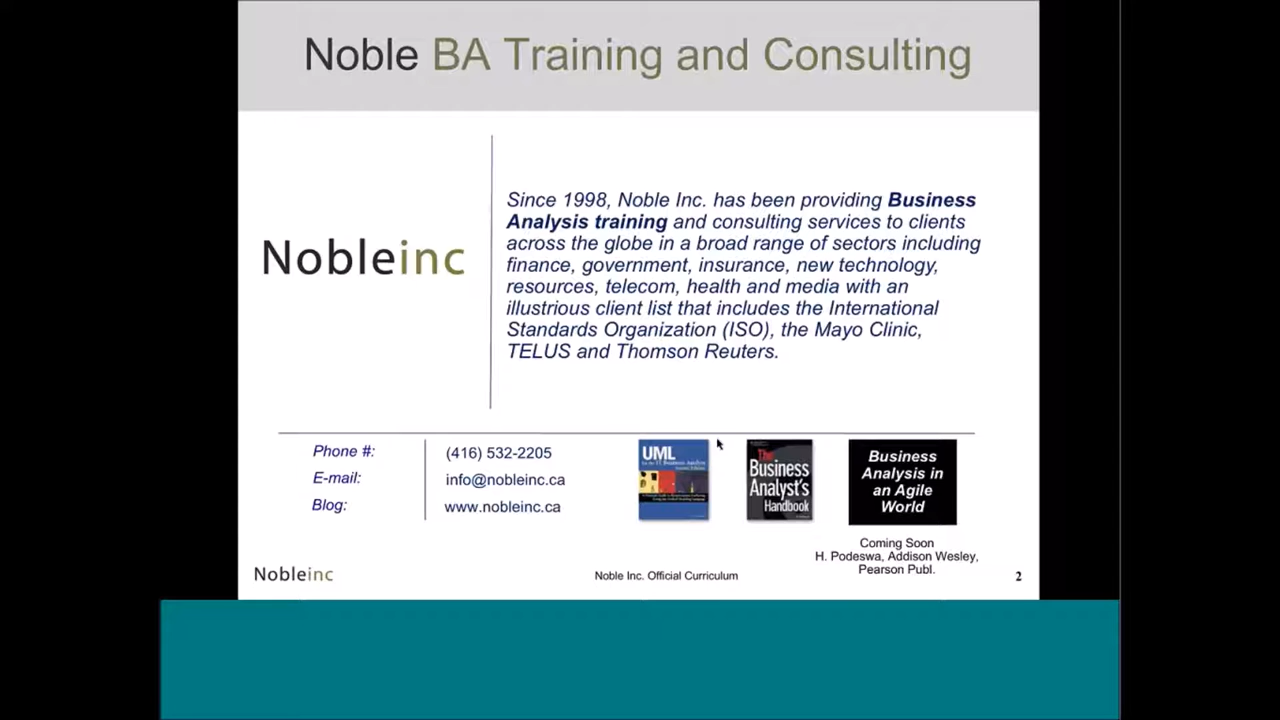 Noble BA Training and Consulting
Nobleinc
Since 1998, Noble Inc. has been providing Business
Analysis training and consulting services to clients
across the globe in a broad range of sectors including
finance, government, insurance, new technology,
resources, telecom, health and media with an
illustrious client list that includes the International
Standards Organization (ISO), the Mayo Clinic,
TELUS and Thomson Reuters.
Phone #: (416) 532-2205
E-mail: info@nobleinc.ca
Blog: www.nobleinc.ca
UML
for the IT Business Analyst
The
Business
Analyst's
Handbook
Business
Analysis in
an Agile
World
Coming Soon
H. Podeswa, Addison Wesley,
Pearson Publ.
Nobleinc
Noble Inc. Official Curriculum
2